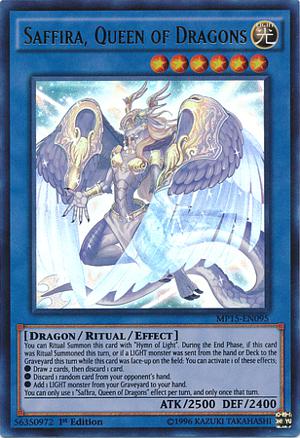 SAFFIRA, QUEEN OF DRAGONS
LIGHT
光
MP15-EN095
[DRAGON/RITUAL/EFFECT]
You can Ritual Summon this card with "Hymn of Light". During the End Phase, if this card
was Ritual Summoned this turn, or if a LIGHT monster was sent from the hand or Deck to the
Graveyard this turn while this card was face-up on the field: You can activate 1 of these effects;
● Draw 2 cards, then discard 1 card.
● Discard 1 random card from your opponent's hand.
● Add 1 LIGHT monster from your Graveyard to your hand.
You can only use 1 "Saffira, Queen of Dragons" effect per turn, and only once that turn.
ATK/2500 DEF/2400
56350972 1st Edition ©1996 KAZUKI TAKAHASHI